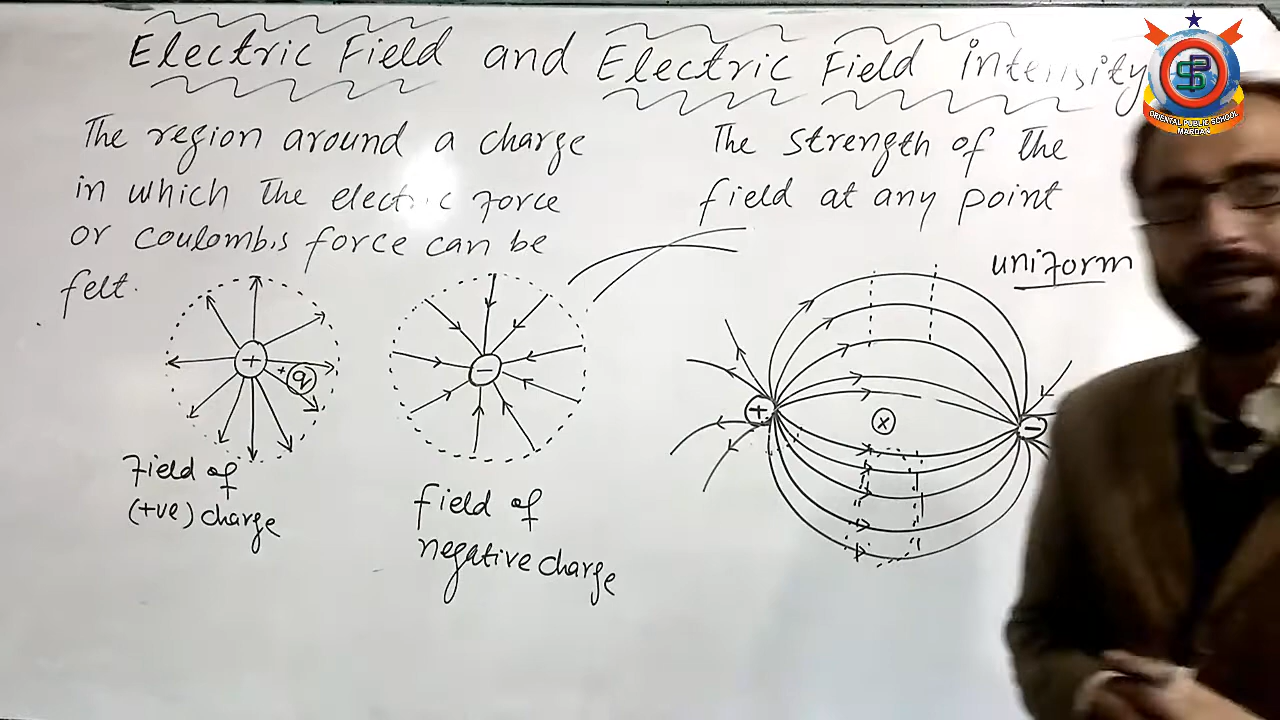 Electric Field and Electric Field Intensity
The region around a charge
in which the electric force
or coulombs force can be
felt.
The strength of the
field at any point
uniform
+
-
+q
+
-
x
field of
(+ve) charge
field of
negative charge
ORIENTAL PUBLIC SCHOOL
MARDAN